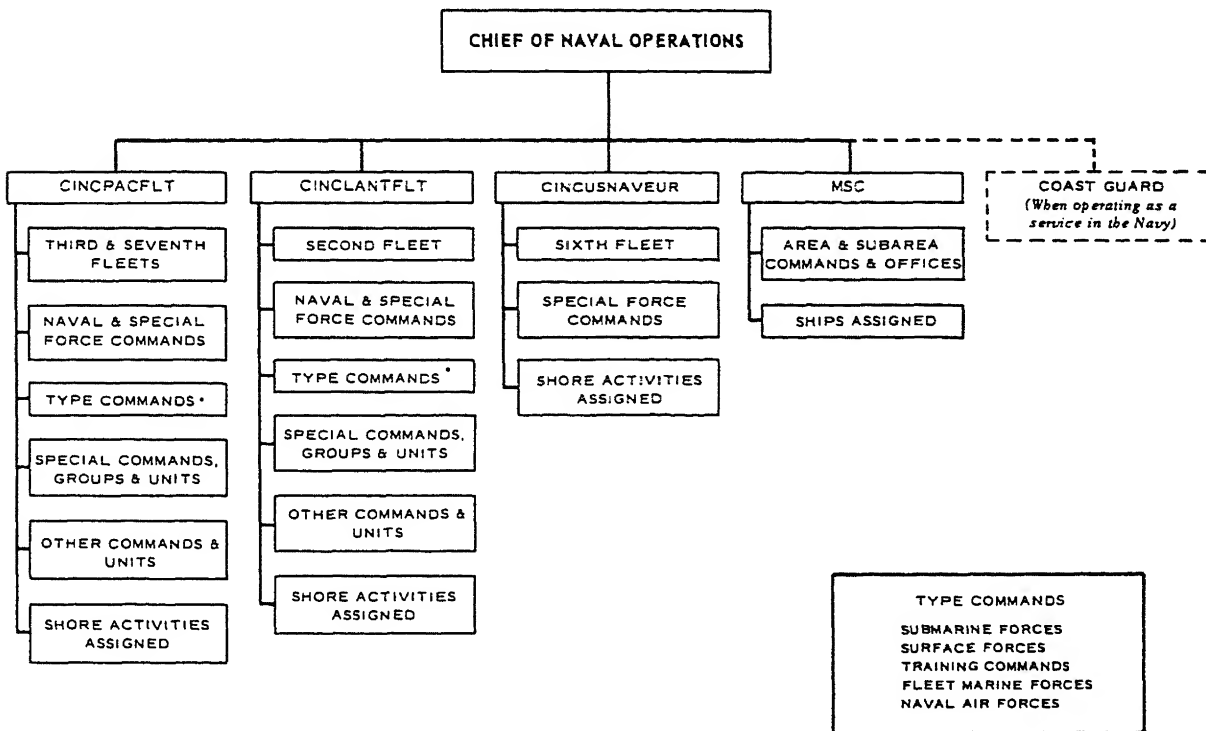 CHIEF OF NAVAL OPERATIONS
CINCPACFLT
CINCLANTFLT
CINCUSNAVEUR
MSC
COAST GUARD
(When operating as a
service in the Navy)
THIRD & SEVENTH
FLEETS
NAVAL & SPECIAL
FORCE COMMANDS
TYPE COMMANDS*
SPECIAL COMMANDS,
GROUPS & UNITS
OTHER COMMANDS &
UNITS
SHORE ACTIVITIES
ASSIGNED
SECOND FLEET
NAVAL & SPECIAL
FORCE COMMANDS
TYPE COMMANDS*
SPECIAL COMMANDS,
GROUPS & UNITS
OTHER COMMANDS &
UNITS
SHORE ACTIVITIES
ASSIGNED
SIXTH FLEET
SPECIAL FORCE
COMMANDS
SHORE ACTIVITIES
ASSIGNED
AREA & SUBAREA
COMMANDS & OFFICES
SHIPS ASSIGNED
TYPE COMMANDS
SUBMARINE FORCES
SURFACE FORCES
TRAINING COMMANDS
FLEET MARINE FORCES
NAVAL AIR FORCES